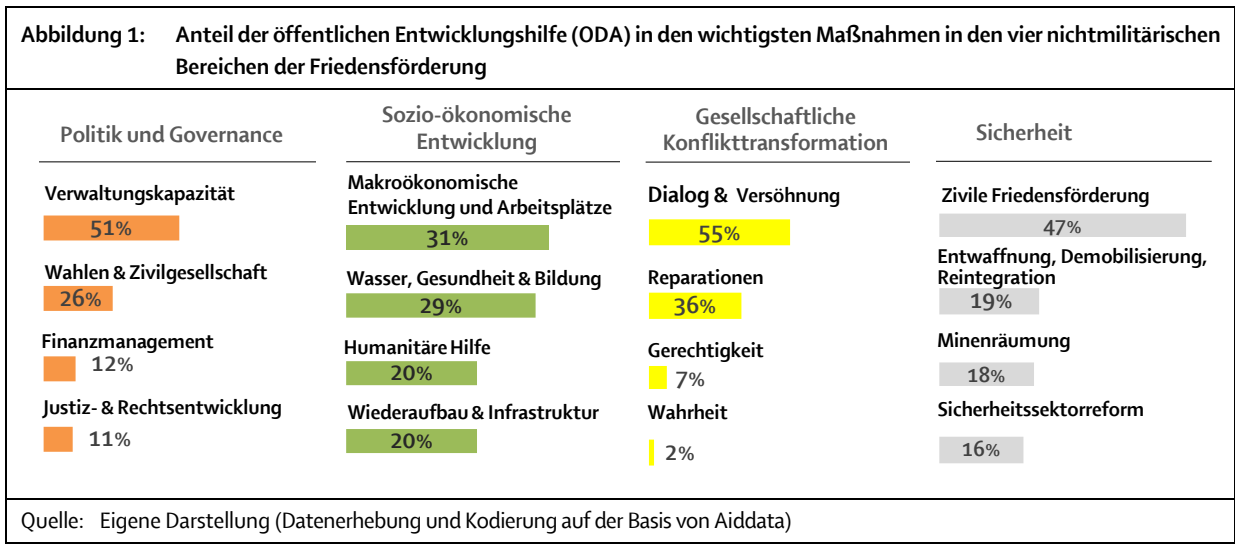 Abbildung 1: Anteil der öffentlichen Entwicklungshilfe (ODA) in den wichtigsten Maßnahmen in den vier nichtmilitärischen
Bereichen der Friedensförderung
Politik und Governance
Verwaltungskapazität
51%
Wahlen & Zivilgesellschaft
26%
Finanzmanagement
12%
Justiz- & Rechtsentwicklung
11%
Sozio-ökonomische
Entwicklung
Makroökonomische
Entwicklung und Arbeitsplätze
31%
Wasser, Gesundheit & Bildung
29%
Humanitäre Hilfe
20%
Wiederaufbau & Infrastruktur
20%
Gesellschaftliche
Konflikttransformation
Dialog & Versöhnung
55%
Reparationen
36%
Gerechtigkeit
7%
Wahrheit
2%
Sicherheit
Zivile Friedensförderung
47%
Entwaffnung, Demobilisierung,
Reintegration
19%
Minenräumung
18%
Sicherheitssektorreform
16%
Quelle: Eigene Darstellung (Datenerhebung und Kodierung auf der Basis von Aiddata)